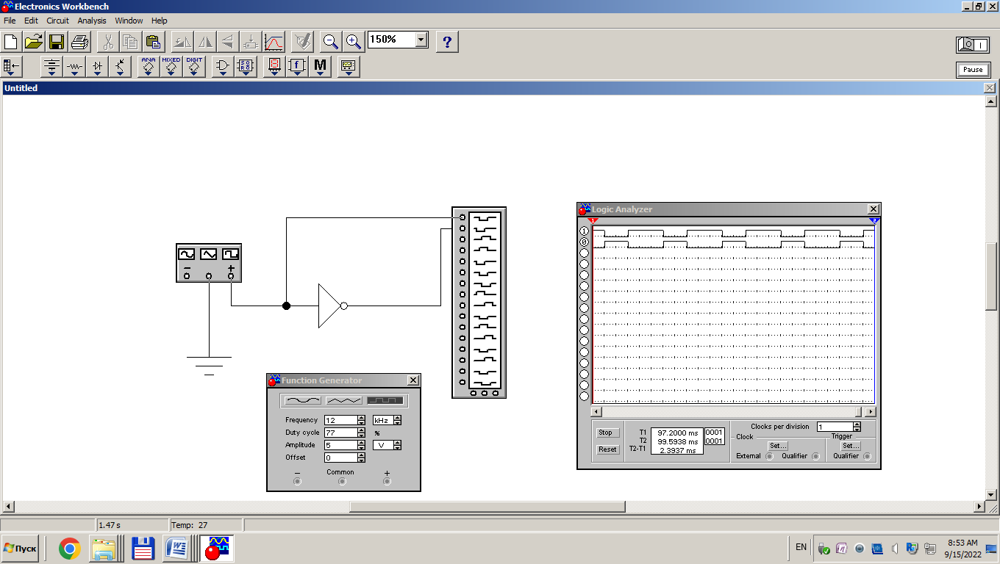 Electronics Workbench
File Edit Circuit Analysis Window Help
150% ?
ANA MIXED DIGIT
f M
Pause
Untitled
Logic Analyzer
1
0
Function Generator
Frequency 12 kHz
Duty cycle 77 %
Amplitude 5 V
Offset 0
− Common +
Stop
Reset
T1 97.2000 ms 0001
T2 99.5938 ms 0001
T2-T1 2.3937 ms
Clocks per division 1
Clock
Set...
External Qualifier
Trigger
Set...
Qualifier
1.47 s Temp: 27
Пуск
EN
8:53 AM
9/15/2022